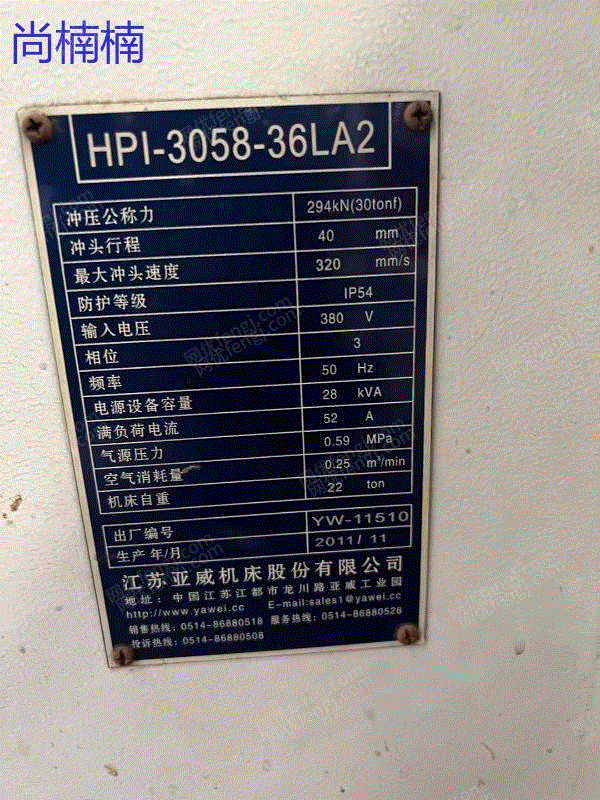 尚楠楠
HPI-3058-36LA2
冲压公称力 294kN(30tonf)
冲头行程 40 mm
最大冲头速度 320 mm/s
防护等级 IP54
输入电压 380 V
相位 3
频率 50 Hz
电源设备容量 28 kVA
满负荷电流 52 A
气源压力 0.59 MPa
空气消耗量 0.25 m³/min
机床自重 22 ton
出厂编号 YW-11510
生产年/月 2011/11
江苏亚威机床股份有限公司
地址：中国江苏江都市龙川路亚威工业园
http://www.yawei.cc E-mail:sales1@yawei.cc
销售热线：0514-86880518 服务热线：0514-86880528
投诉热线：0514-86880508